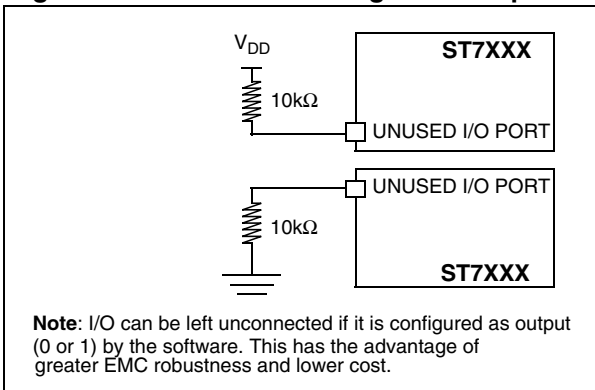 V_DD
ST7XXX
10kΩ
UNUSED I/O PORT
UNUSED I/O PORT
10kΩ
ST7XXX
Note: I/O can be left unconnected if it is configured as output
(0 or 1) by the software. This has the advantage of
greater EMC robustness and lower cost.